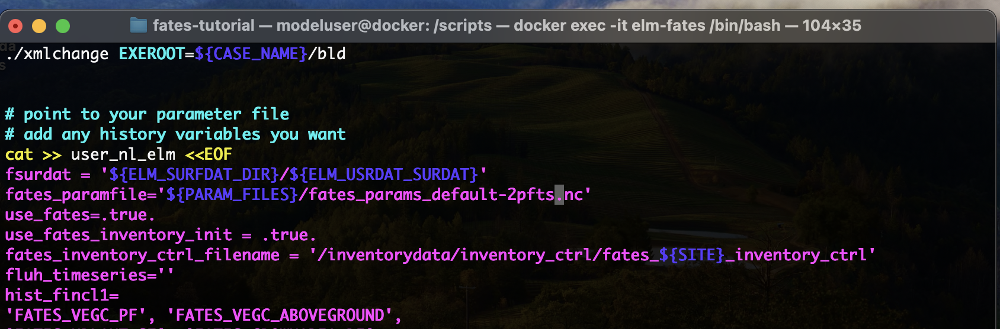 fates-tutorial — modeluser@docker: /scripts — docker exec -it elm-fates /bin/bash — 104×35
./xmlchange EXEROOT=${CASE_NAME}/bld
# point to your parameter file
# add any history variables you want
cat >> user_nl_elm <<EOF
fsurdat = '${ELM_SURFDAT_DIR}/${ELM_USRDAT_SURDAT}'
fates_paramfile='${PARAM_FILES}/fates_params_default-2pfts.nc'
use_fates=.true.
use_fates_inventory_init = .true.
fates_inventory_ctrl_filename = '/inventorydata/inventory_ctrl/fates_${SITE}_inventory_ctrl'
fluh_timeseries=''
hist_fincl1=
'FATES_VEGC_PF', 'FATES_VEGC_ABOVEGROUND',